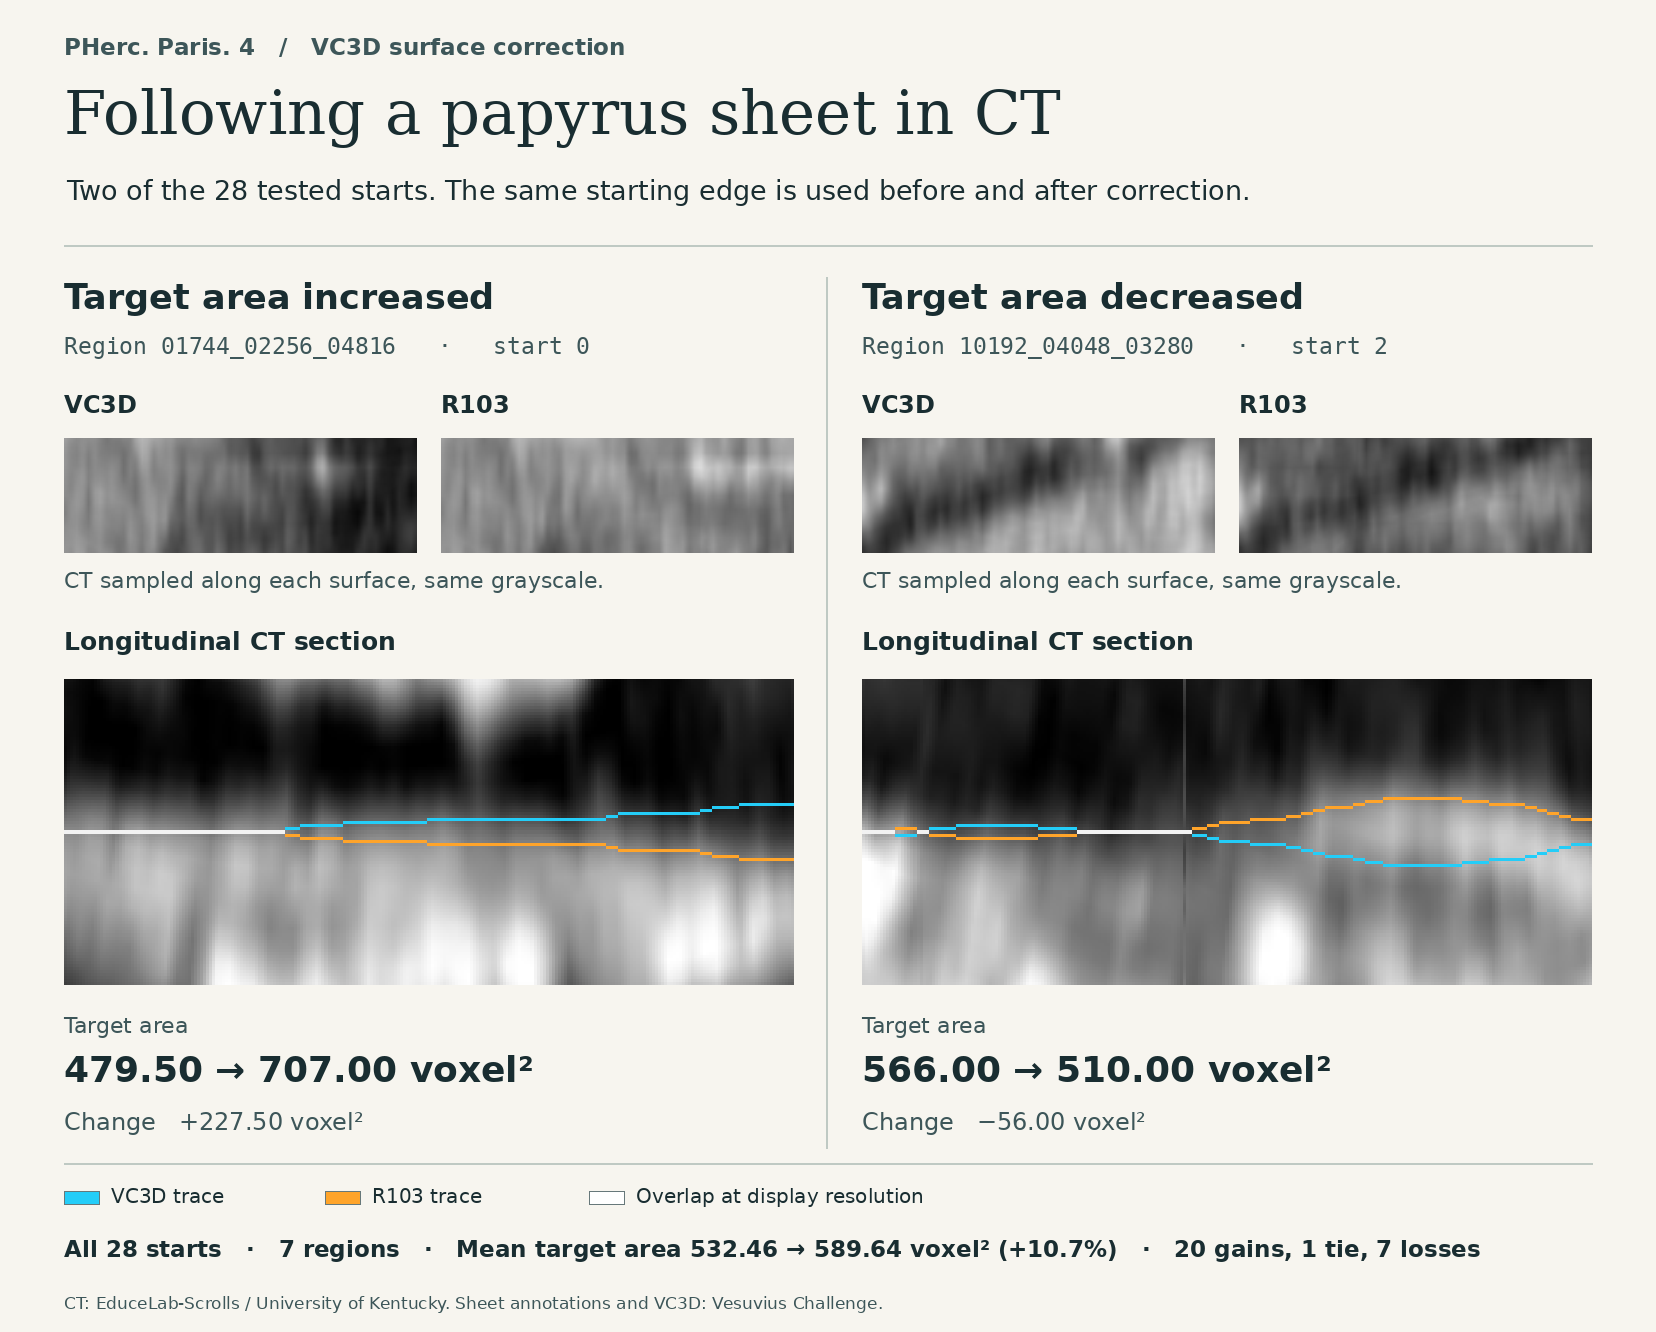 PHerc. Paris. 4 / VC3D surface correction
Following a papyrus sheet in CT
Two of the 28 tested starts. The same starting edge is used before and after correction.
Target area increased
Region 01744_02256_04816 · start 0
VC3D R103
CT sampled along each surface, same grayscale.
Longitudinal CT section
Target area
479.50 → 707.00 voxel²
Change +227.50 voxel²
Target area decreased
Region 10192_04048_03280 · start 2
VC3D R103
CT sampled along each surface, same grayscale.
Longitudinal CT section
Target area
566.00 → 510.00 voxel²
Change −56.00 voxel²
VC3D trace R103 trace Overlap at display resolution
All 28 starts · 7 regions · Mean target area 532.46 → 589.64 voxel² (+10.7%) · 20 gains, 1 tie, 7 losses
CT: EduceLab-Scrolls / University of Kentucky. Sheet annotations and VC3D: Vesuvius Challenge.